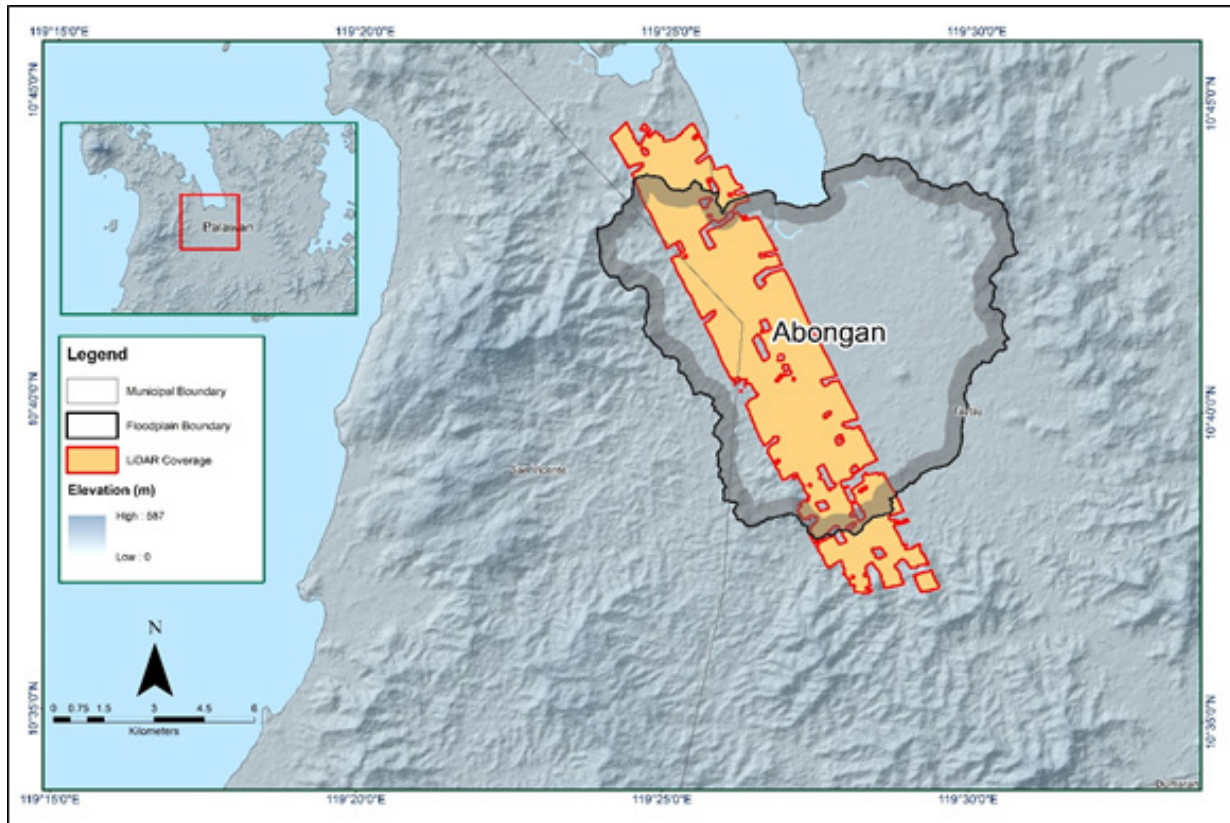 119°15'0"E 119°20'0"E 119°25'0"E 119°30'0"E
10°45'0"N
10°45'0"N
Palawan
Abongan
Legend
Municipal Boundary
Floodplain Boundary
LiDAR Coverage
Elevation (m)
High : 587
Low : 0
10°40'0"N
10°40'0"N
Taytay
San Vicente
N
0 0.75 1.5 3 4.5 6
Kilometers
10°35'0"N
10°35'0"N
Dumaran
119°15'0"E 119°20'0"E 119°25'0"E 119°30'0"E